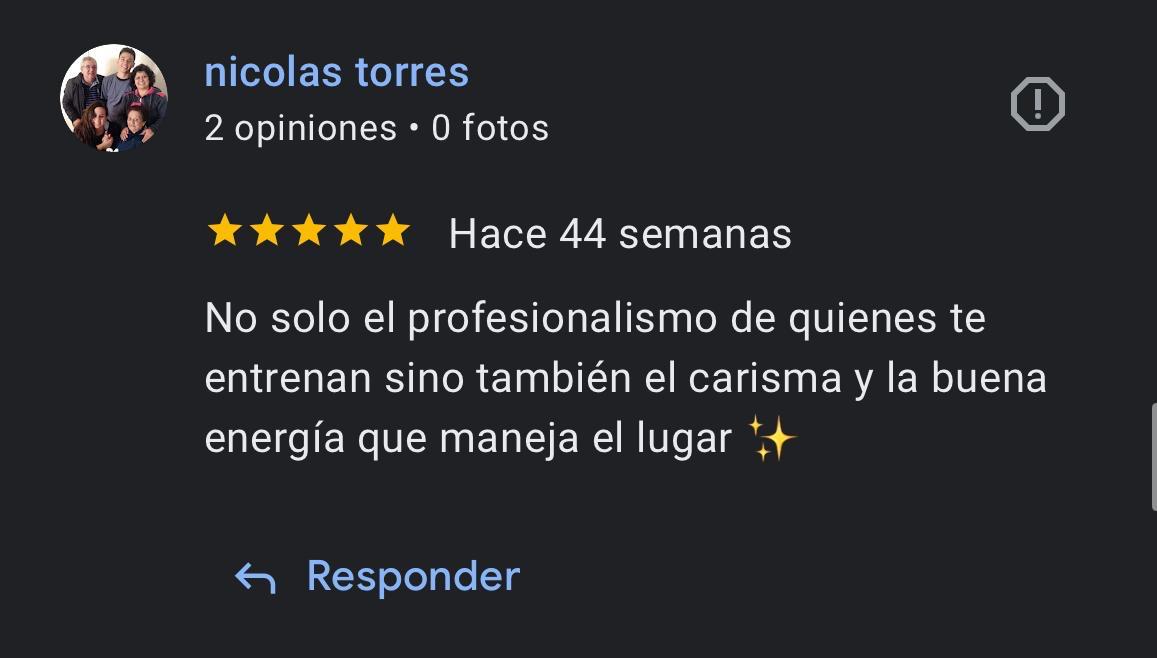 nicolas torres
2 opiniones • 0 fotos
Hace 44 semanas
No solo el profesionalismo de quienes te
entrenan sino también el carisma y la buena
energía que maneja el lugar ✨
Responder